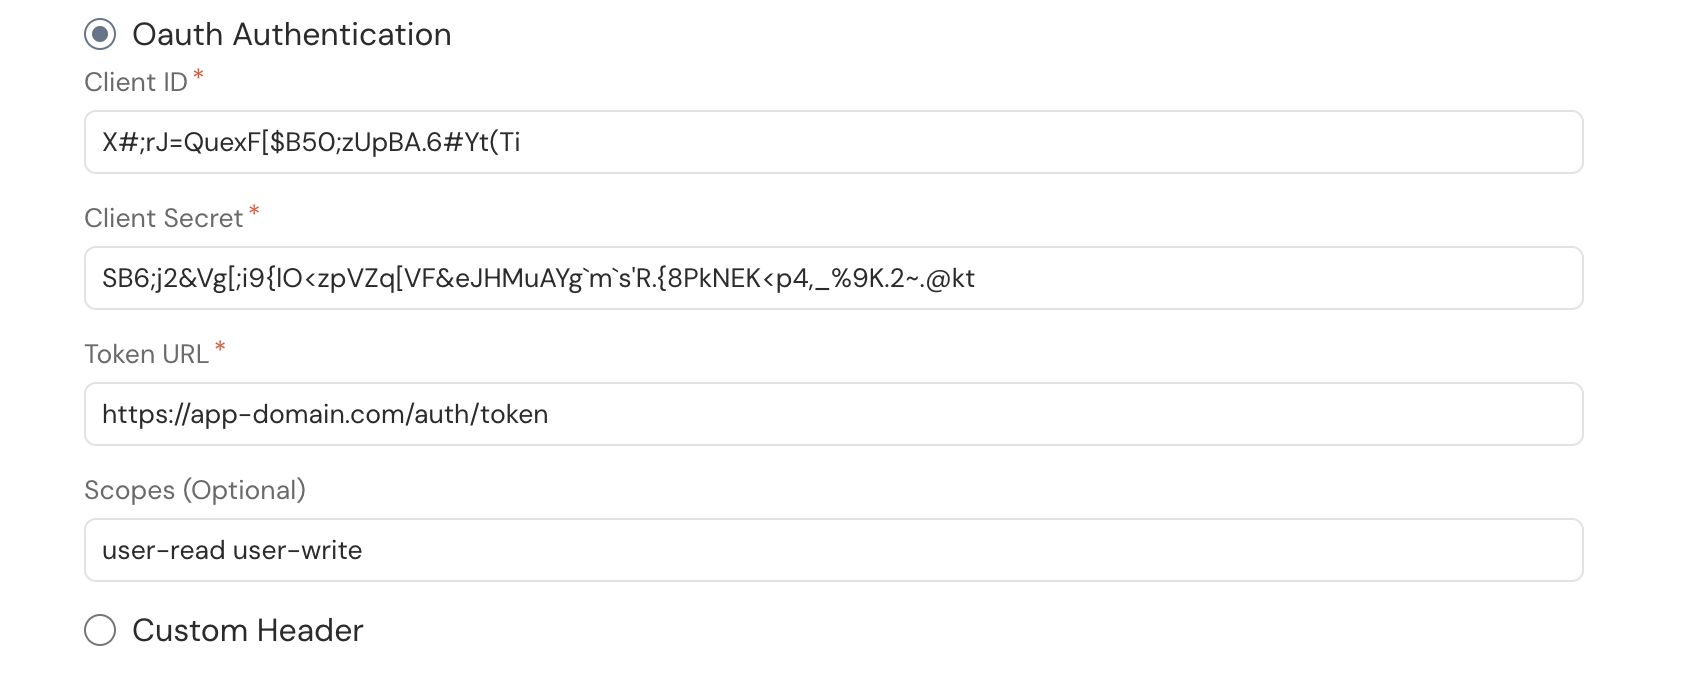 Oauth Authentication
Client ID *
X#;rJ=QuexF[$B50;zUpBA.6#Yt(Ti
Client Secret *
SB6;j2&Vg[;i9{IO<zpVZq[VF&eJHMuAYg`m`s'R.{8PkNEK<p4,_%9K.2~.@kt
Token URL *
https://app-domain.com/auth/token
Scopes (Optional)
user-read user-write
Custom Header